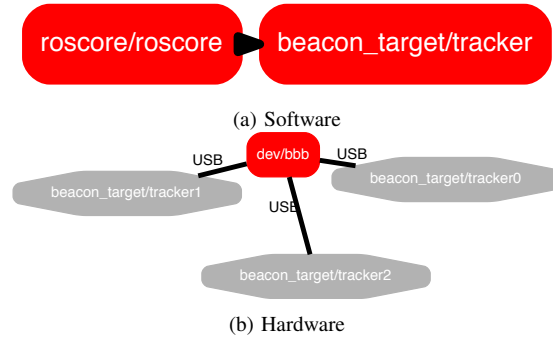 roscore/roscore
beacon_target/tracker
(a) Software
USB
dev/bbb
USB
beacon_target/tracker1
beacon_target/tracker0
USB
beacon_target/tracker2
(b) Hardware